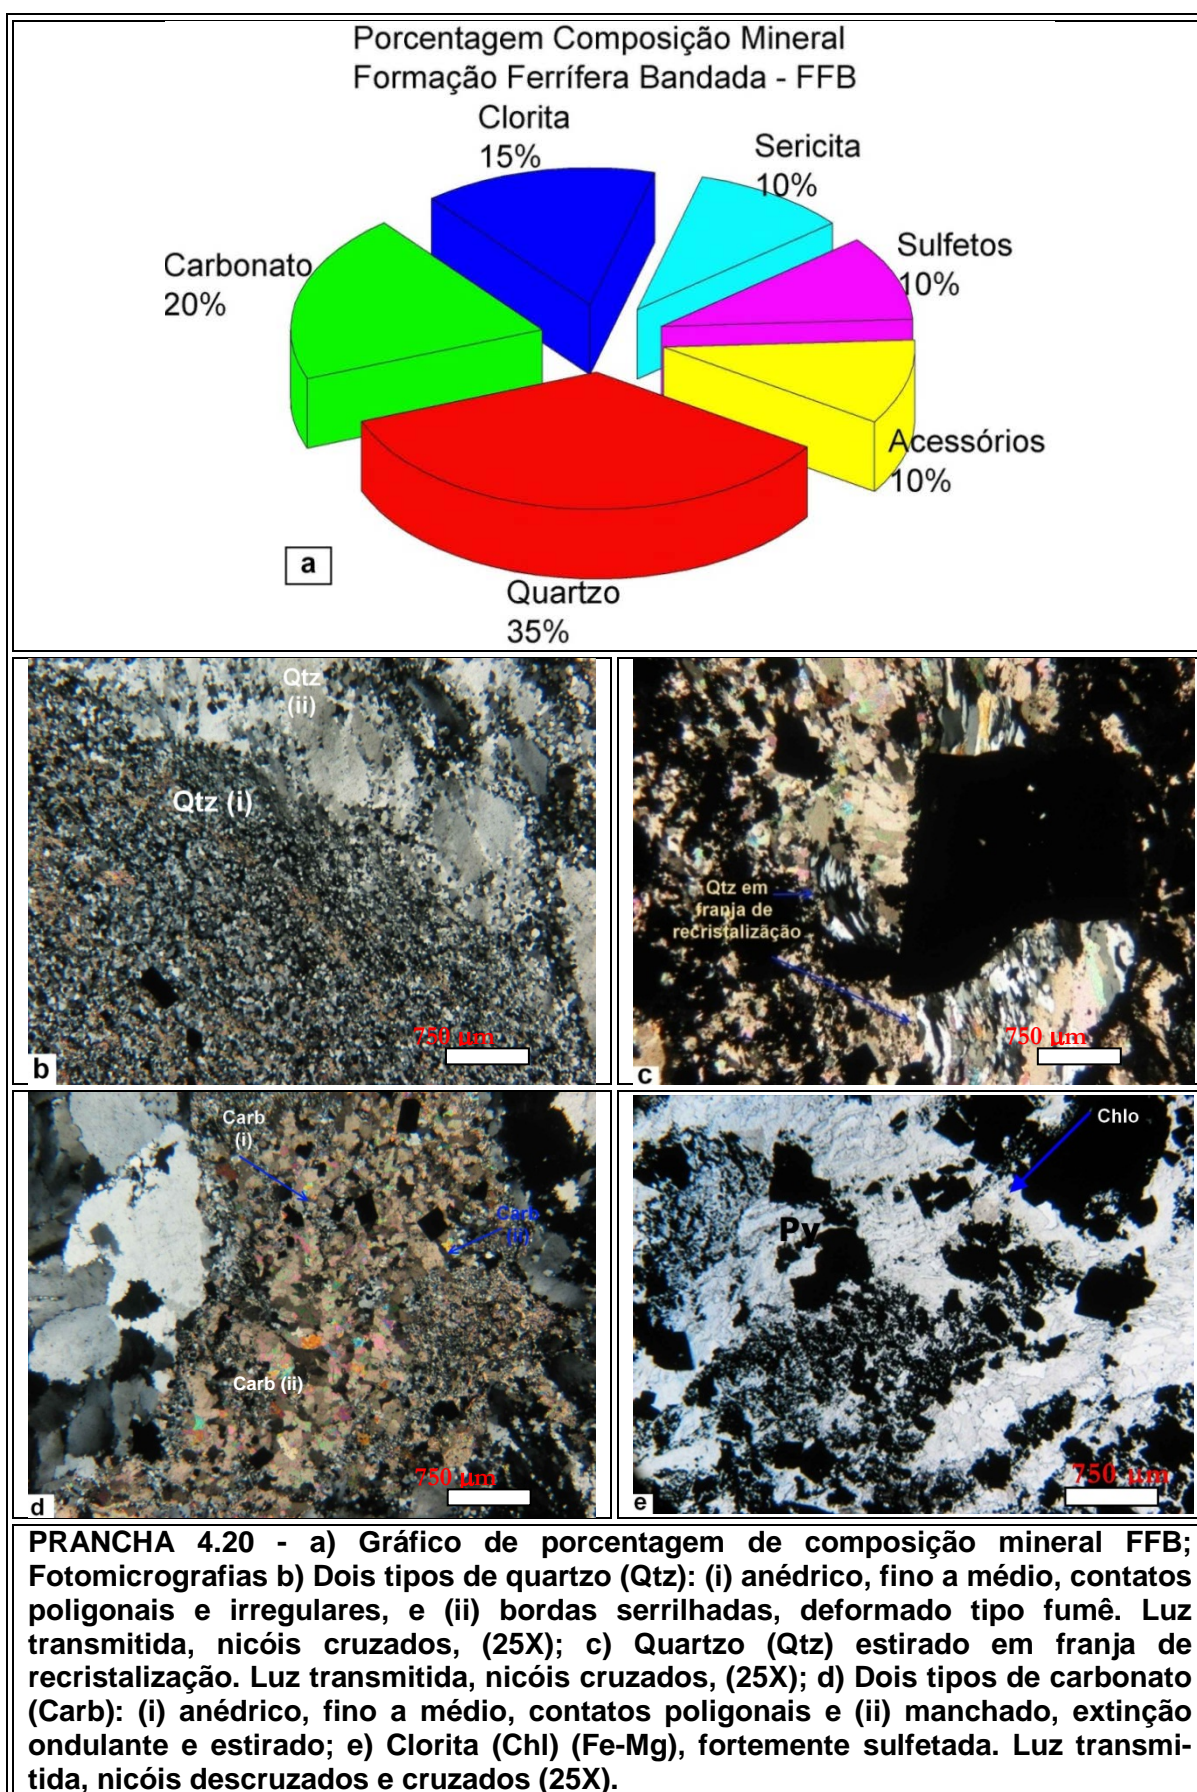 Porcentagem Composição Mineral
Formação Ferrífera Bandada - FFB
Clorita
15%
Sericita
10%
Carbonato
20%
Sulfetos
10%
Acessórios
10%
a
Quartzo
35%
Qtz
(ii)
Qtz (i)
750 µm
b
Qtz em
franja de
recristalização
750 µm
c
Carb
(i)
Carb
(ii)
Carb (ii)
750 µm
d
Chlo
Py
750 µm
e
PRANCHA 4.20 - a) Gráfico de porcentagem de composição mineral FFB;
Fotomicrografias b) Dois tipos de quartzo (Qtz): (i) anédrico, fino a médio, contatos
poligonais e irregulares, e (ii) bordas serrilhadas, deformado tipo fumê. Luz
transmitida, nicóis cruzados, (25X); c) Quartzo (Qtz) estirado em franja de
recristalização. Luz transmitida, nicóis cruzados, (25X); d) Dois tipos de carbonato
(Carb): (i) anédrico, fino a médio, contatos poligonais e (ii) manchado, extinção
ondulante e estirado; e) Clorita (Chl) (Fe-Mg), fortemente sulfetada. Luz transmi-
tida, nicóis descruzados e cruzados (25X).